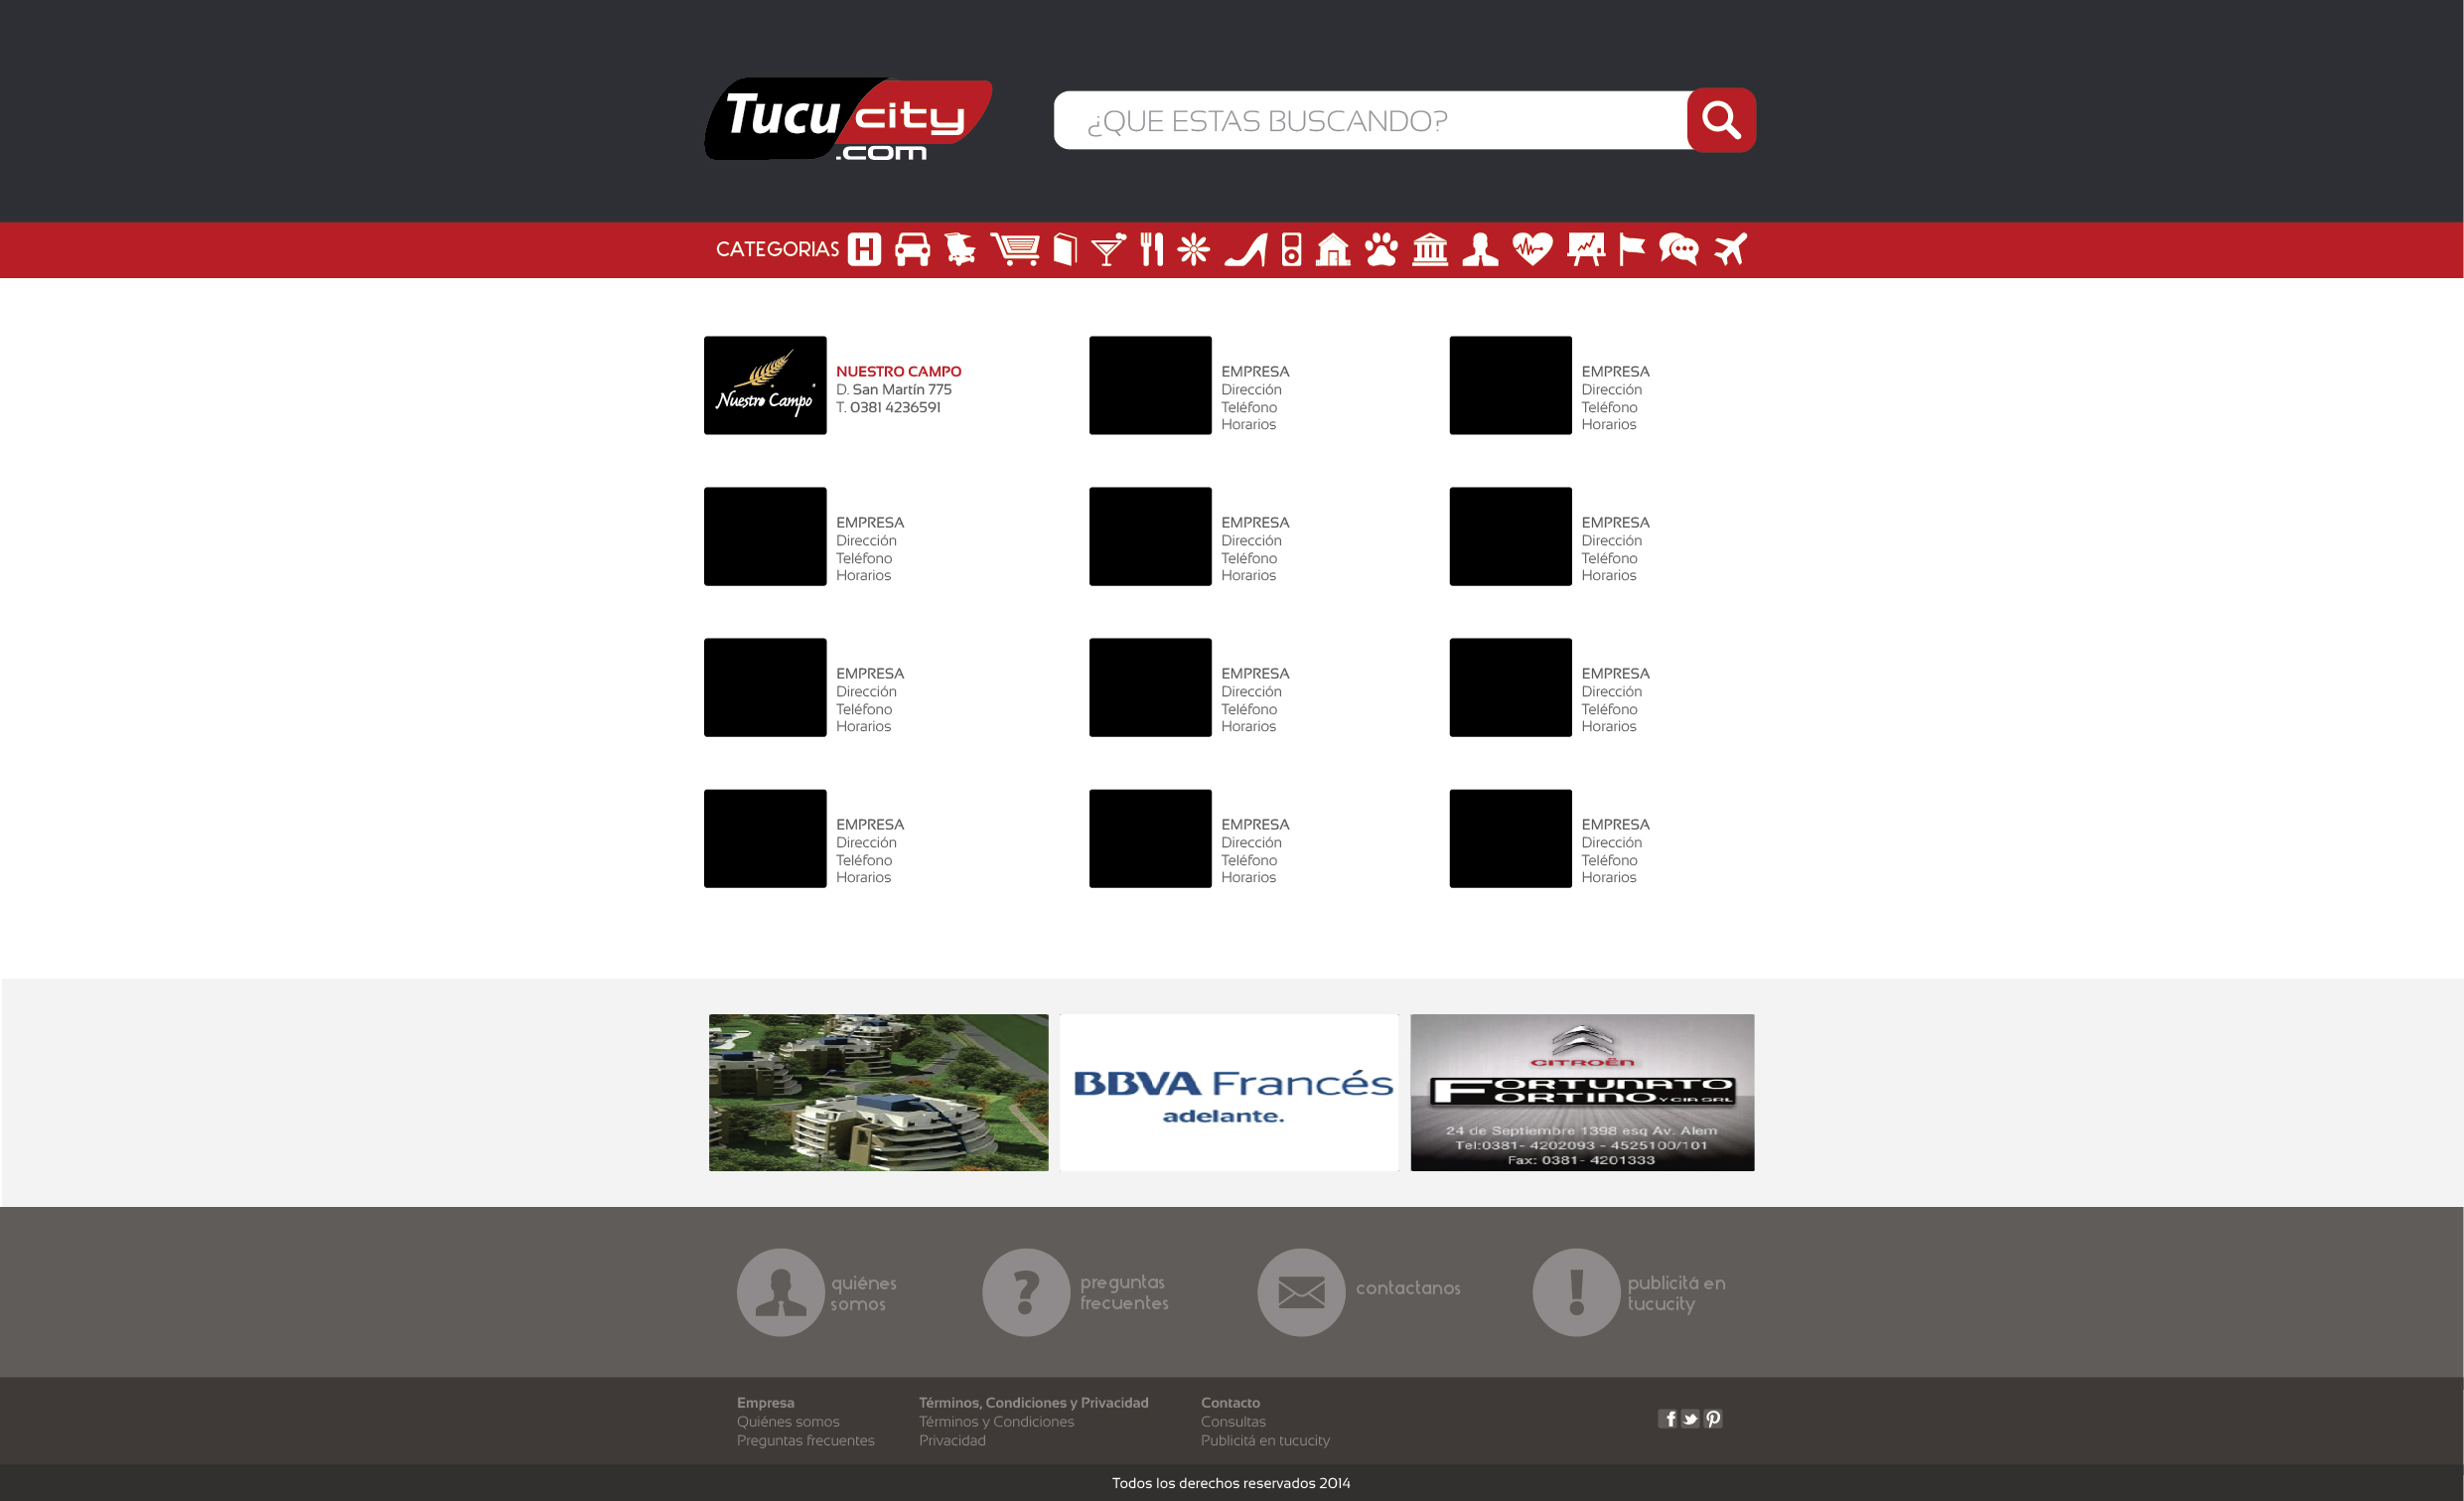 Tucu city
.com
¿QUE ESTAS BUSCANDO?
CATEGORIAS
H
Nuestro Campo
NUESTRO CAMPO
D. San Martín 775
T. 0381 4236591
EMPRESA
Dirección
Teléfono
Horarios
EMPRESA
Dirección
Teléfono
Horarios
EMPRESA
Dirección
Teléfono
Horarios
EMPRESA
Dirección
Teléfono
Horarios
EMPRESA
Dirección
Teléfono
Horarios
EMPRESA
Dirección
Teléfono
Horarios
EMPRESA
Dirección
Teléfono
Horarios
EMPRESA
Dirección
Teléfono
Horarios
EMPRESA
Dirección
Teléfono
Horarios
EMPRESA
Dirección
Teléfono
Horarios
EMPRESA
Dirección
Teléfono
Horarios
BBVA Francés
adelante.
CITROËN
FORTUNATO
FORTINO Y CIA SRL
24 de Septiembre 1398 esq Av. Alem
Tel:0381- 4202093 - 4525100/101
Fax: 0381- 4201333
quiénes
somos
?
preguntas
frecuentes
contactanos
!
publicitá en
tucucity
Empresa
Quiénes somos
Preguntas frecuentes
Términos, Condiciones y Privacidad
Términos y Condiciones
Privacidad
Contacto
Consultas
Publicitá en tucucity
Todos los derechos reservados 2014